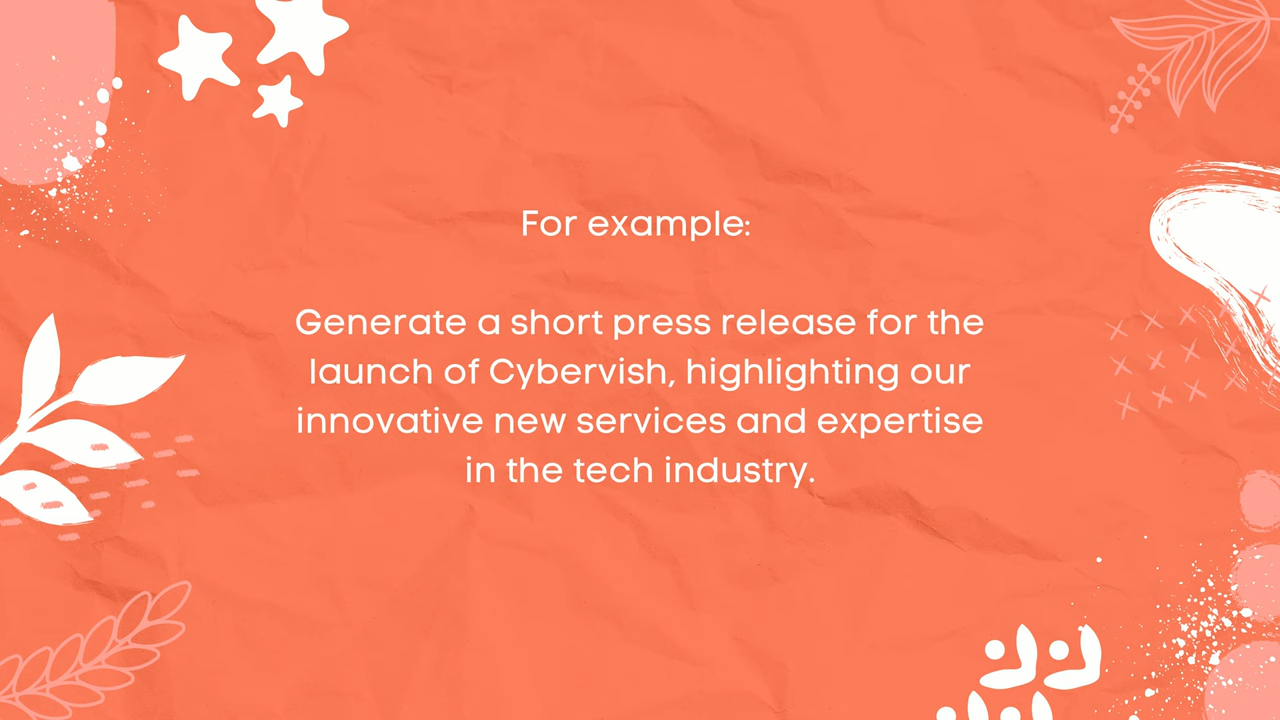 For example:
Generate a short press release for the
launch of Cybervish, highlighting our
innovative new services and expertise
in the tech industry.